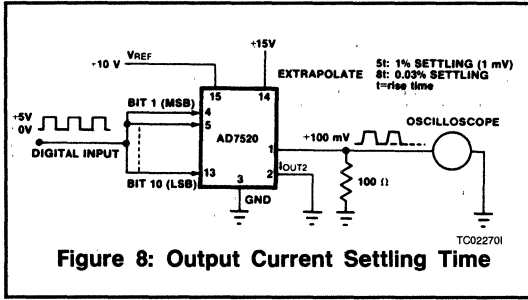 +15V
VREF
+10 V
EXTRAPOLATE
5t: 1% SETTLING (1 mV)
8t: 0.03% SETTLING
t=rise time
15
14
BIT 1 (MSB)
4
5
+5V
0V
AD7520
+100 mV
OSCILLOSCOPE
1
DIGITAL INPUT
IOUT2
2
100 Ω
13
BIT 10 (LSB)
3
GND
TC02270I
Figure 8: Output Current Settling Time